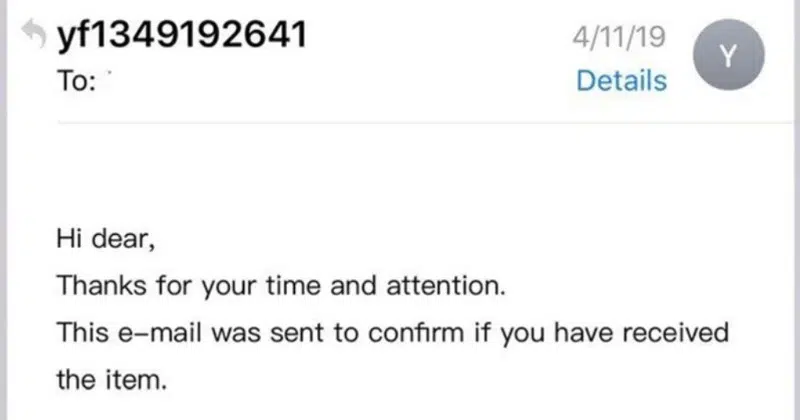 yf1349192641
4/11/19
Y
To:
Details
Hi dear,
Thanks for your time and attention.
This e-mail was sent to confirm if you have received
the item.